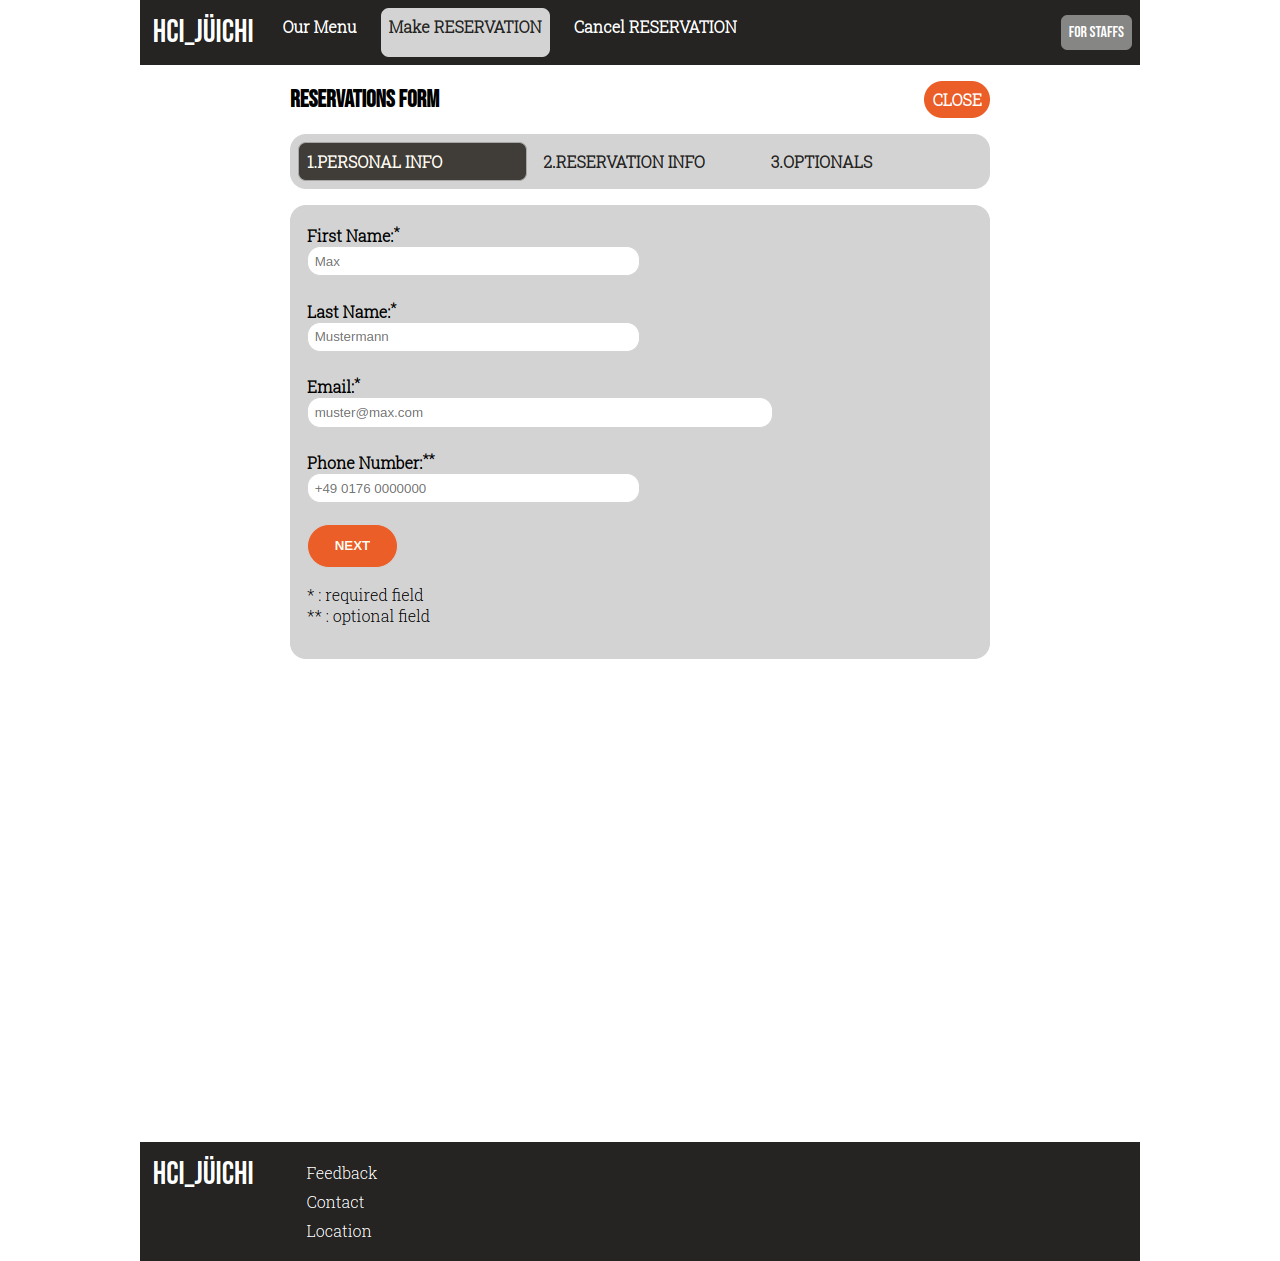 HCI_JÜICHI
Our Menu
Make RESERVATION
Cancel RESERVATION
FOR STAFFS
RESERVATIONS FORM
CLOSE
1.PERSONAL INFO
2.RESERVATION INFO
3.OPTIONALS
First Name:*
Max
Last Name:*
Mustermann
Email:*
muster@max.com
Phone Number:**
+49 0176 0000000
NEXT
* : required field
** : optional field
HCI_JÜICHI
Feedback
Contact
Location